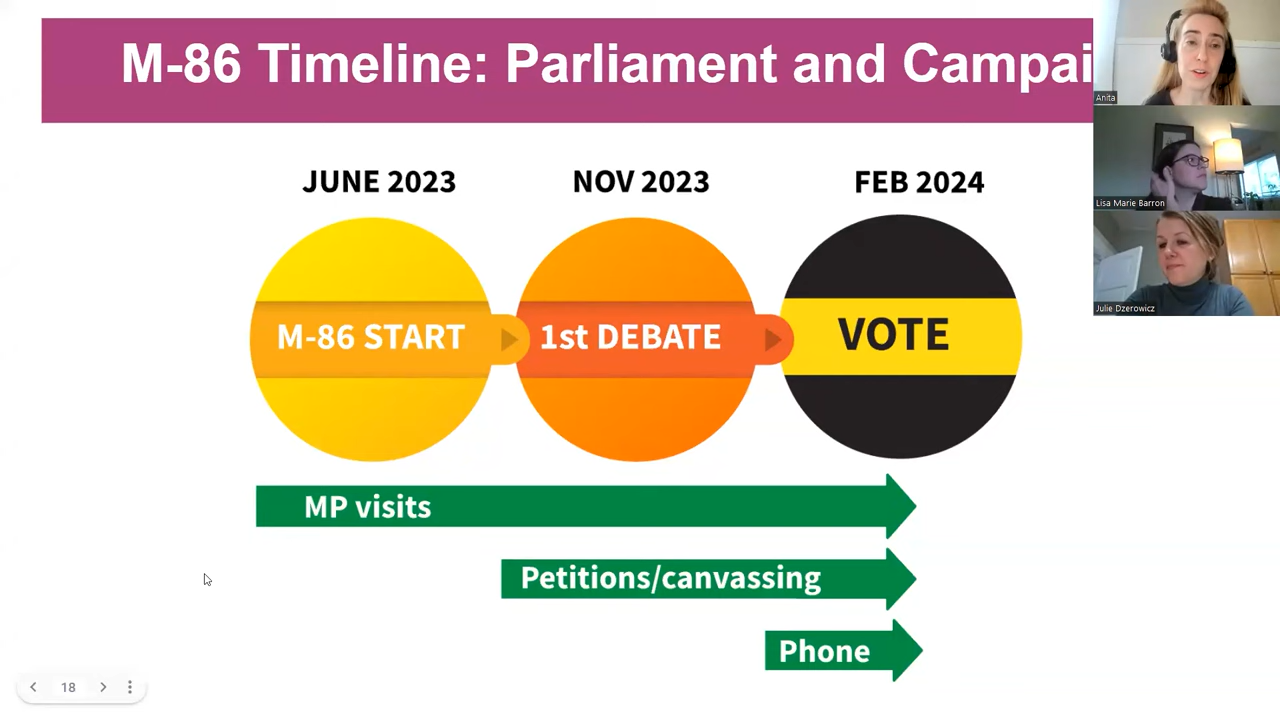 M-86 Timeline: Parliament and Campai
Anita
Lisa Marie Barron
Julie Dzerowicz
JUNE 2023
NOV 2023
FEB 2024
M-86 START
1st DEBATE
VOTE
MP visits
Petitions/canvassing
Phone
18